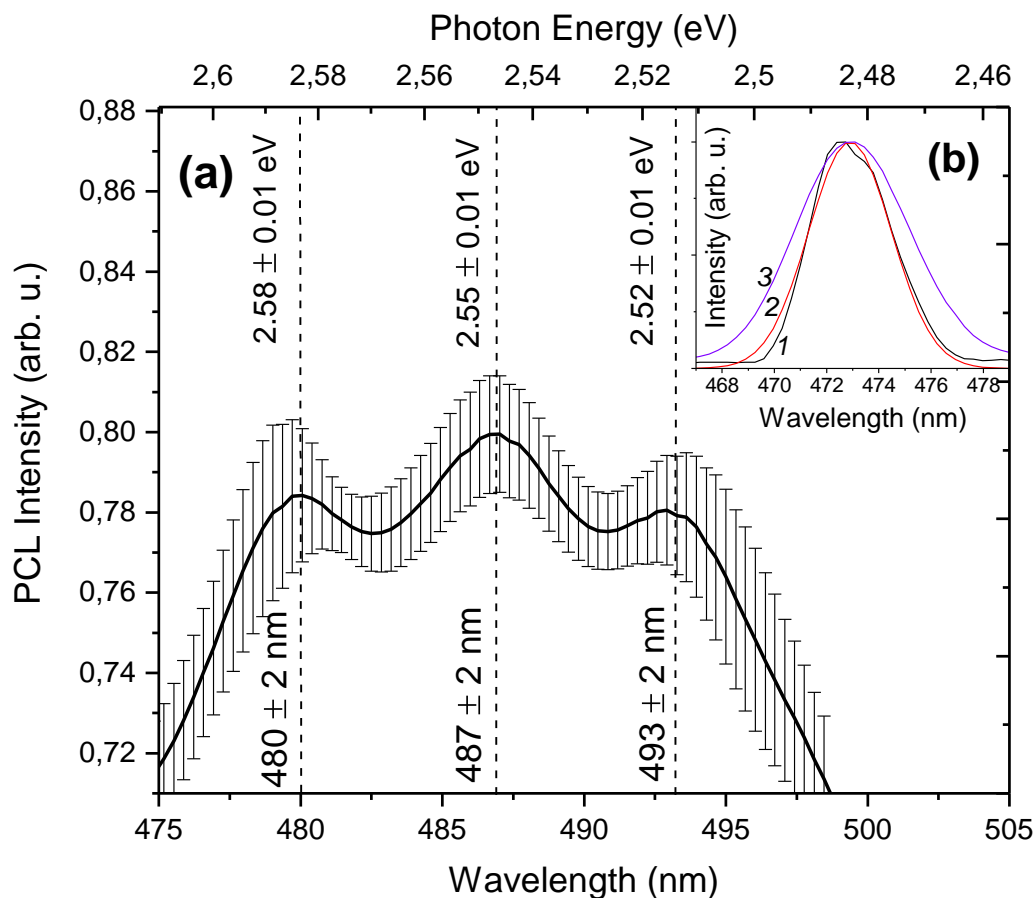 Photon Energy (eV)
2,6 2,58 2,56 2,54 2,52 2,5 2,48 2,46
PCL Intensity (arb. u.)
0,88
0,86
0,84
0,82
0,80
0,78
0,76
0,74
0,72
(a)
2.58 ± 0.01 eV
2.55 ± 0.01 eV
2.52 ± 0.01 eV
480 ± 2 nm
487 ± 2 nm
493 ± 2 nm
(b)
Intensity (arb. u.)
3
2
1
468 470 472 474 476 478
Wavelength (nm)
475 480 485 490 495 500 505
Wavelength (nm)